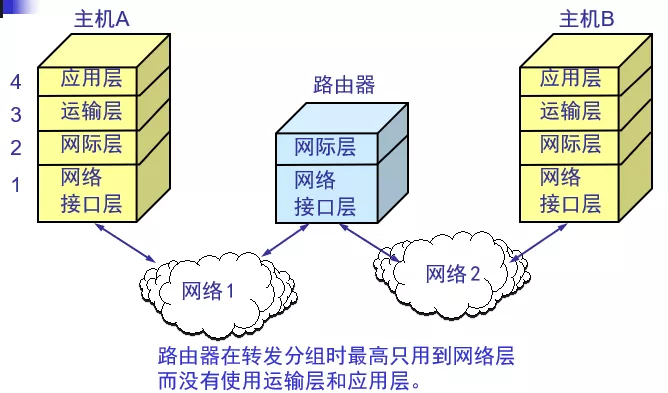 主机A
主机B
路由器
4
应用层
应用层
3
运输层
运输层
2
网际层
网际层
网际层
1
网络
接口层
网络
接口层
网络
接口层
网络1
网络2
路由器在转发分组时最高只用到网络层
而没有使用运输层和应用层。